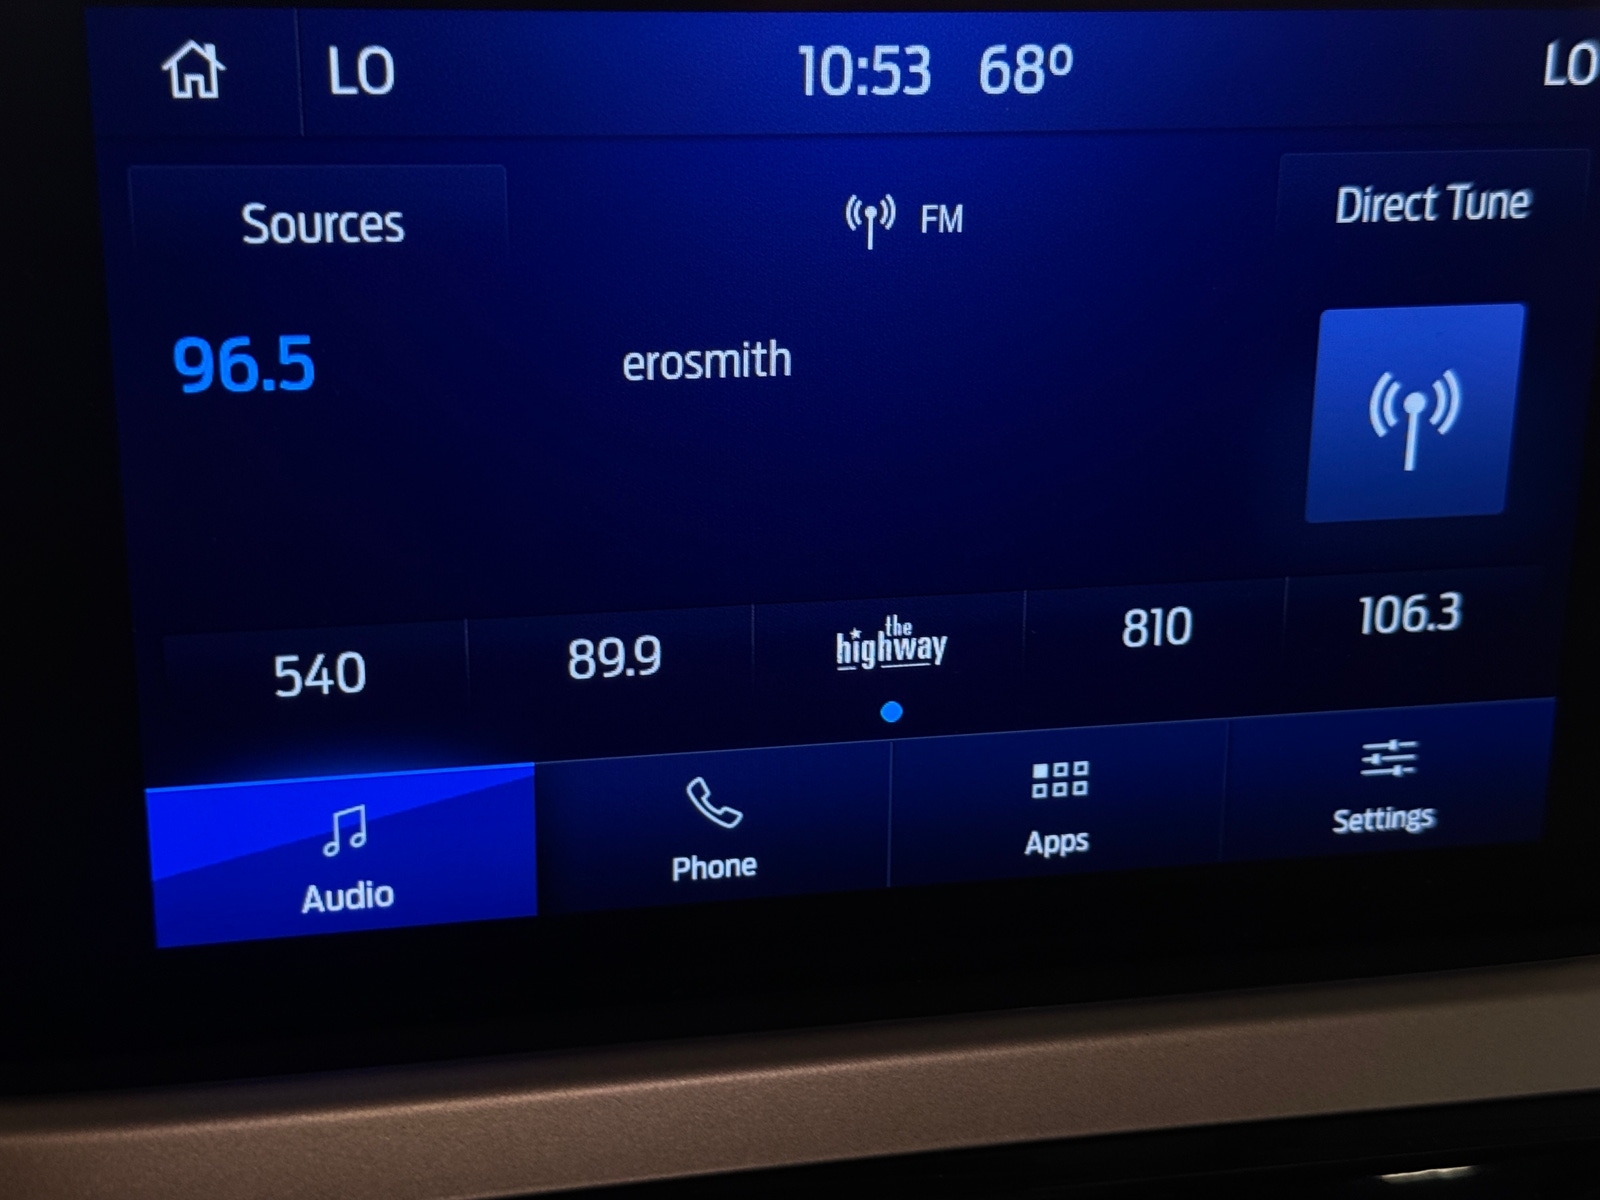 LO 10:53 68° LO
Sources FM Direct Tune
96.5 erosmith
540 89.9 the highway 810 106.3
Audio Phone Apps Settings